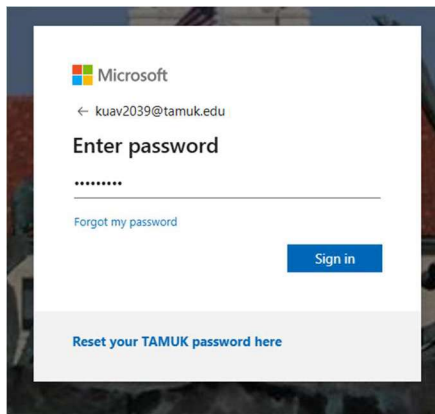 Microsoft
← kuav2039@tamuk.edu
Enter password
•••••••••
Forgot my password
Sign in
Reset your TAMUK password here